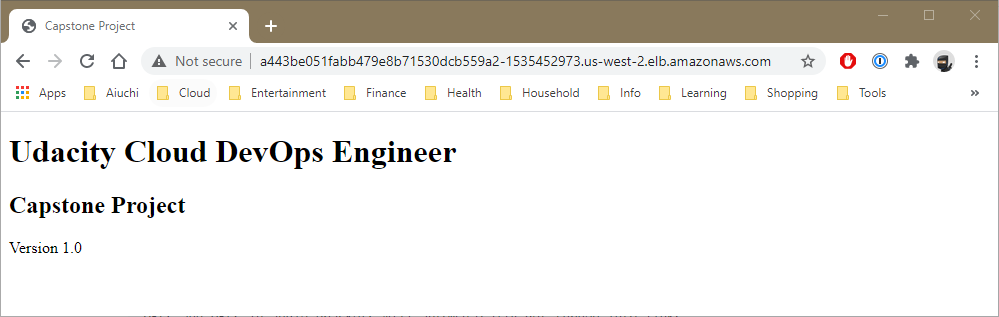 Capstone Project
Not secure a443be051fabb479e8b71530dcb559a2-1535452973.us-west-2.elb.amazonaws.com
Apps Aiuchi Cloud Entertainment Finance Health Household Info Learning Shopping Tools »
Udacity Cloud DevOps Engineer
Capstone Project
Version 1.0